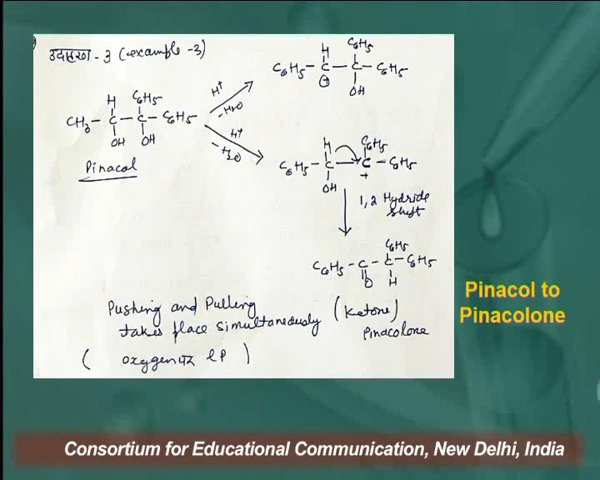 उदाहरण - 3 (example - 3)
C6H5
H
C6H5 - C - C - C6H5
+ OH
H+
-H2O
H C6H5
CH3 - C - C - C6H5
OH OH
Pinacol
H+
-H2O
H C6H5
C6H5 - C - C - C6H5
OH +
1,2 Hydride
shift
C6H5
C6H5 - C - C - C6H5
O H
Pushing and Pulling
takes place simultaneously
(Ketone)
Pinacolone
( oxygen पर lP )
Pinacol to
Pinacolone
Consortium for Educational Communication, New Delhi, India